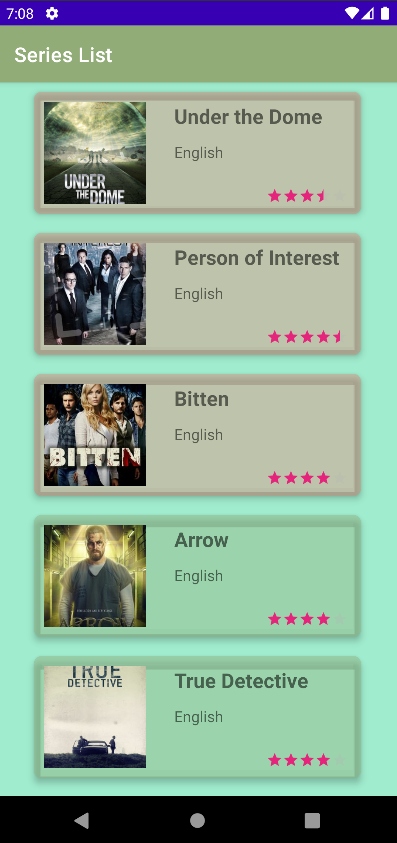 7:08
Series List
Under the Dome
English
UNDER
THE DOME
Person of Interest
English
Bitten
English
BITTEN
Arrow
English
ARROW
True Detective
English
TRUE
DETECTIVE